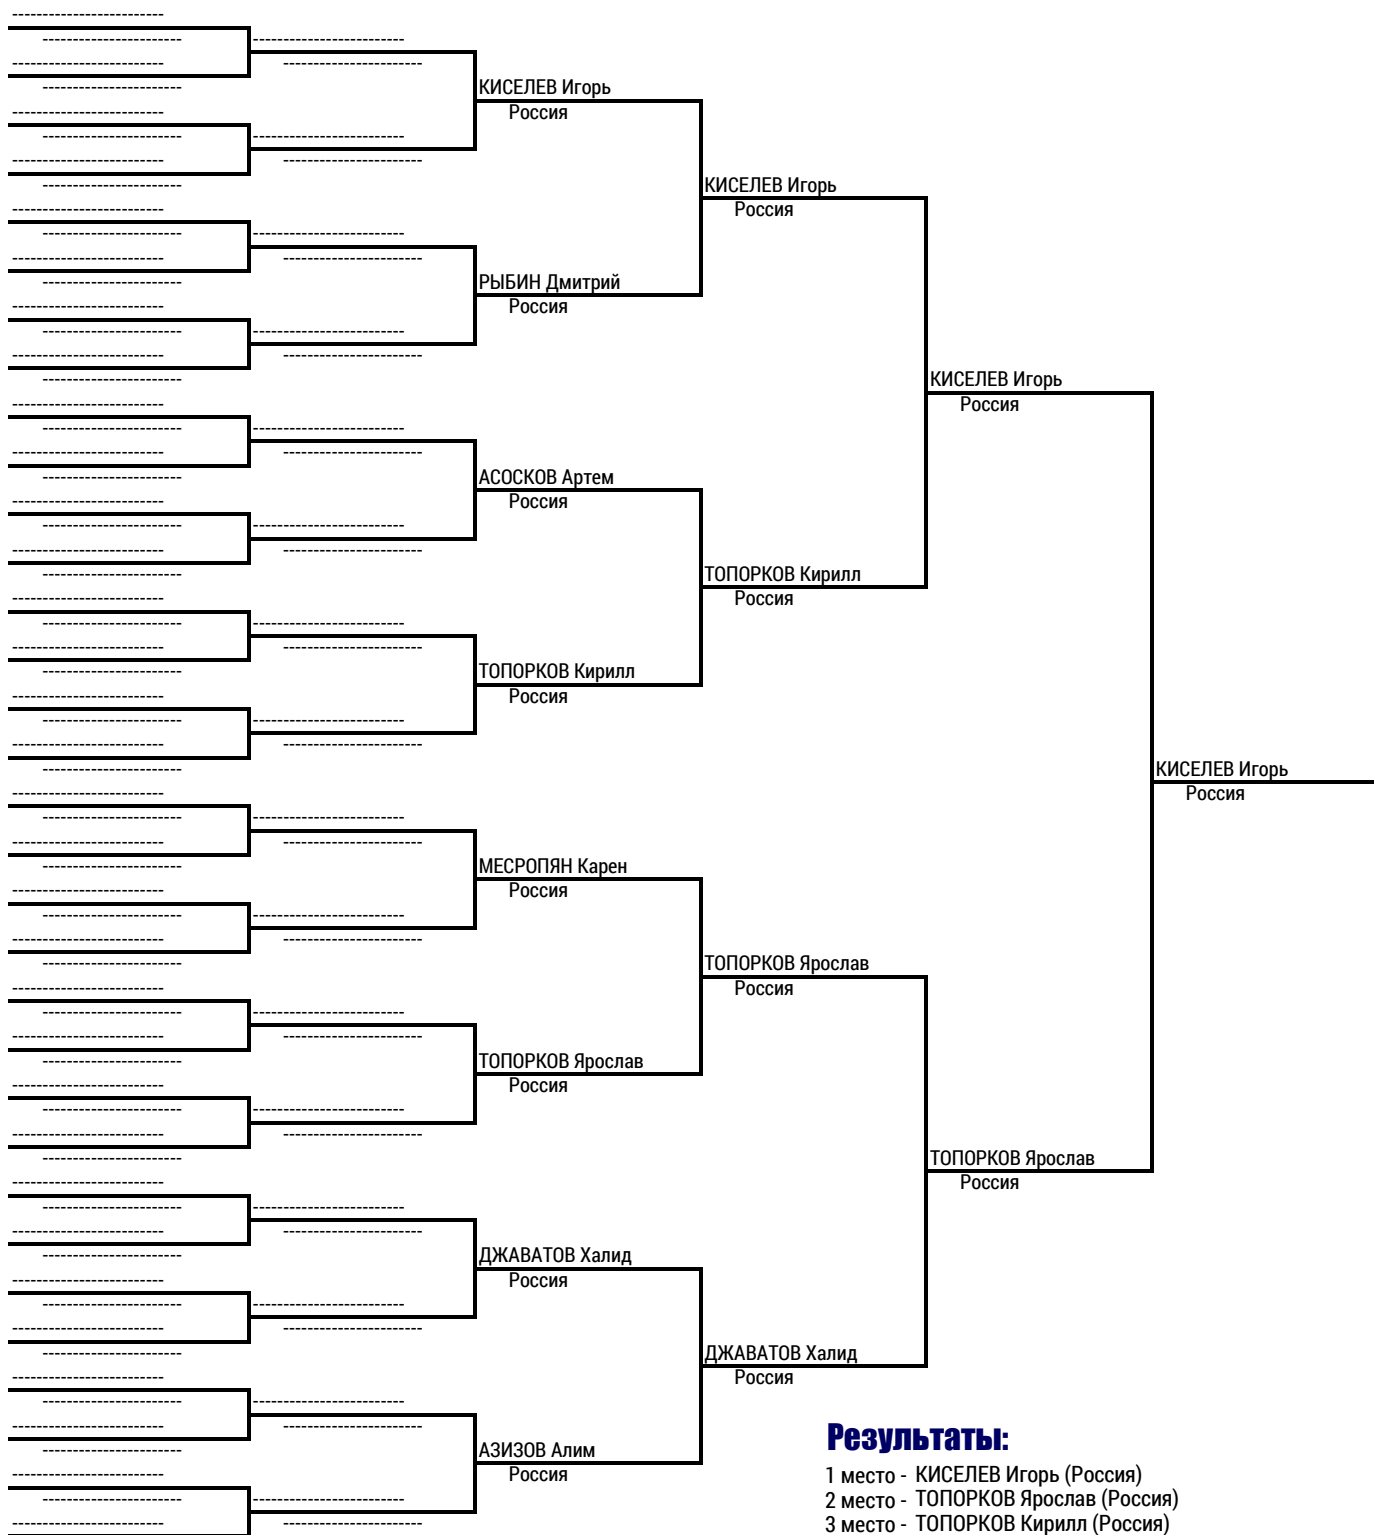 КИСЕЛЕВ Игорь
Россия
КИСЕЛЕВ Игорь
Россия
РЫБИН Дмитрий
Россия
КИСЕЛЕВ Игорь
Россия
АСОСКОВ Артем
Россия
ТОПОРКОВ Кирилл
Россия
ТОПОРКОВ Кирилл
Россия
КИСЕЛЕВ Игорь
Россия
МЕСРОПЯН Карен
Россия
ТОПОРКОВ Ярослав
Россия
ТОПОРКОВ Ярослав
Россия
ТОПОРКОВ Ярослав
Россия
ДЖАВАТОВ Халид
Россия
ДЖАВАТОВ Халид
Россия
АЗИЗОВ Алим
Россия
Результаты:
1 место - КИСЕЛЕВ Игорь (Россия)
2 место - ТОПОРКОВ Ярослав (Россия)
3 место - ТОПОРКОВ Кирилл (Россия)